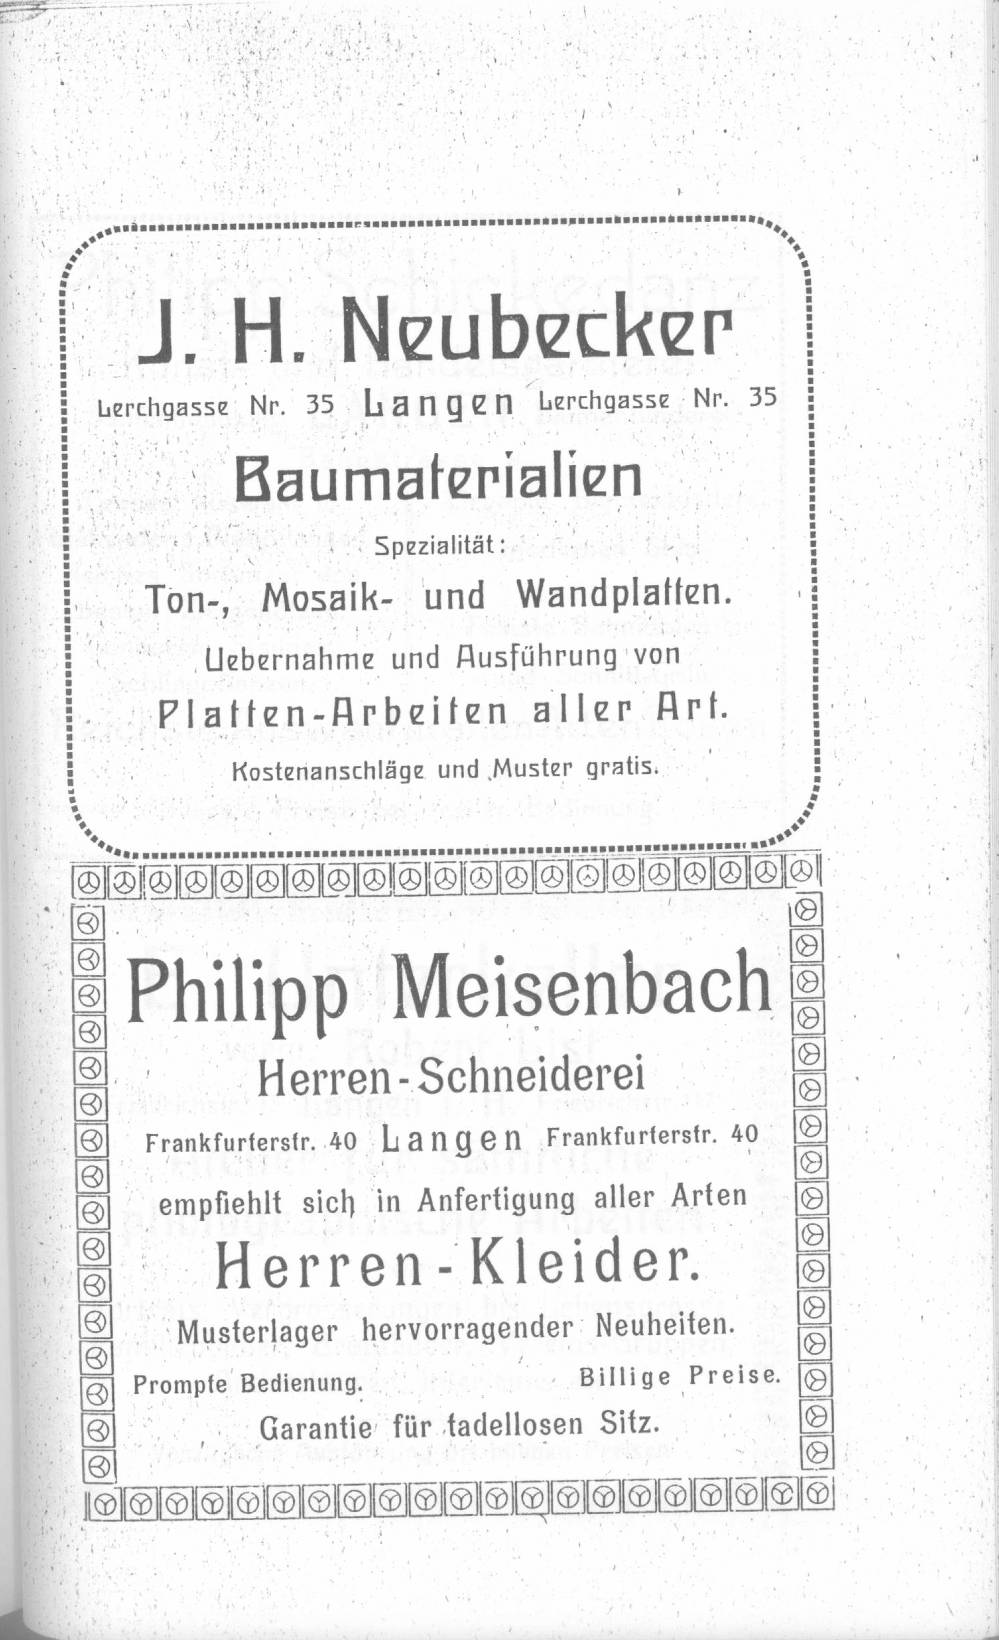 J. H. Neubecker
Lerchgasse Nr. 35 Langen Lerchgasse Nr. 35
Baumaterialien
Spezialität:
Ton-, Mosaik- und Wandplatten.
Uebernahme und Ausführung von
Platten-Arbeiten aller Art.
Kostenanschläge und Muster gratis.
Philipp Meisenbach
Herren-Schneiderei
Frankfurterstr. 40 Langen Frankfurterstr. 40
empfiehlt sich in Anfertigung aller Arten
Herren-Kleider.
Musterlager hervorragender Neuheiten.
Prompte Bedienung. Billige Preise.
Garantie für tadellosen Sitz.